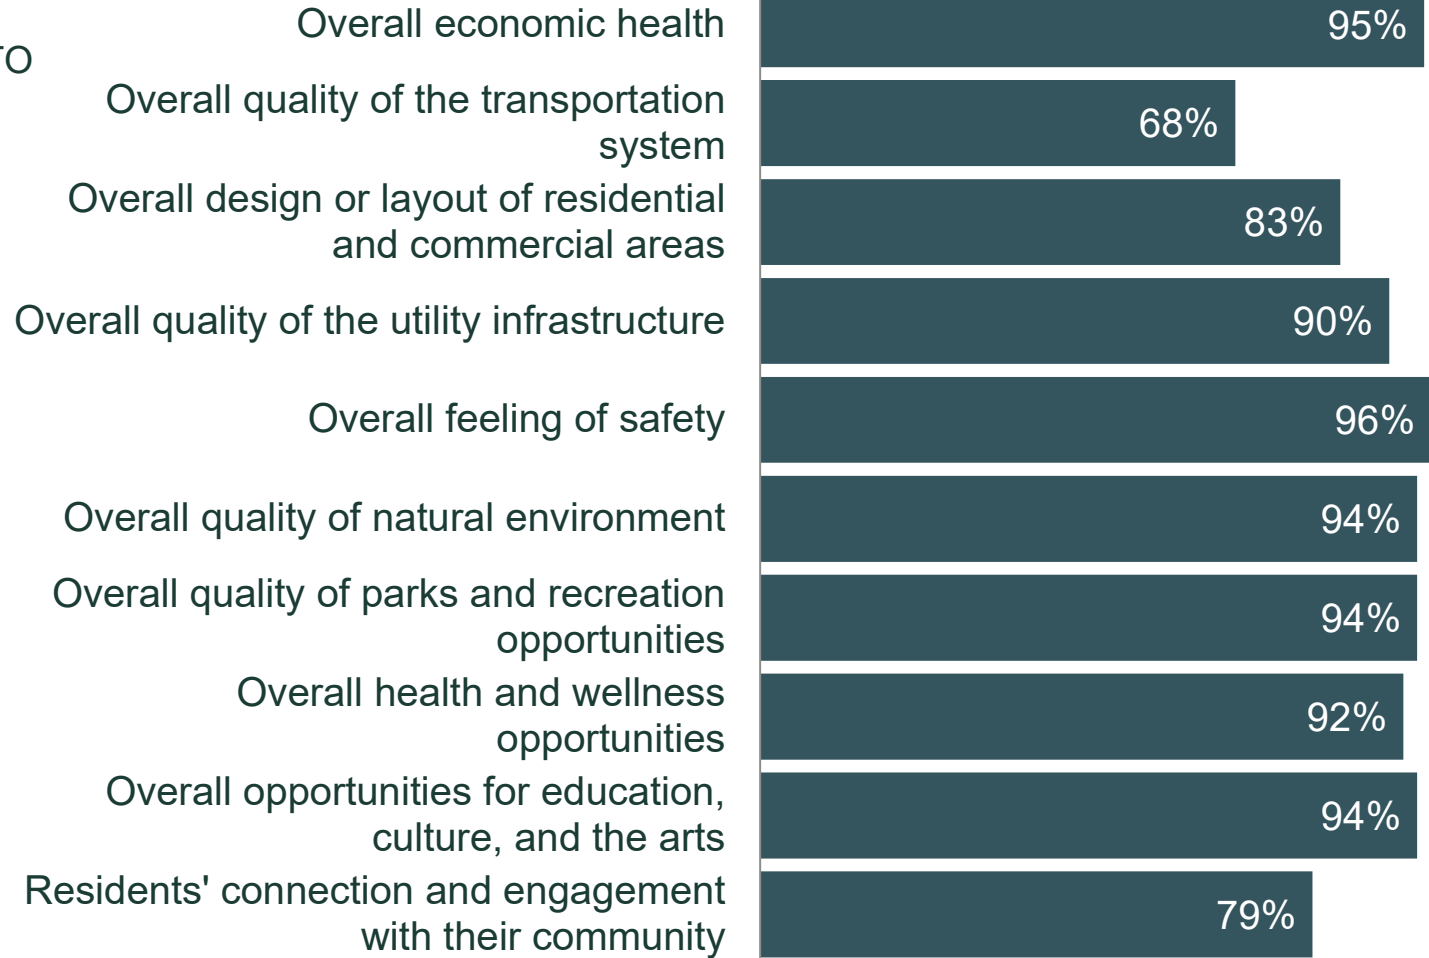 Overall economic health 95%
TO
Overall quality of the transportation
system 68%
Overall design or layout of residential
and commercial areas 83%
Overall quality of the utility infrastructure 90%
Overall feeling of safety 96%
Overall quality of natural environment 94%
Overall quality of parks and recreation
opportunities 94%
Overall health and wellness
opportunities 92%
Overall opportunities for education,
culture, and the arts 94%
Residents' connection and engagement
with their community 79%